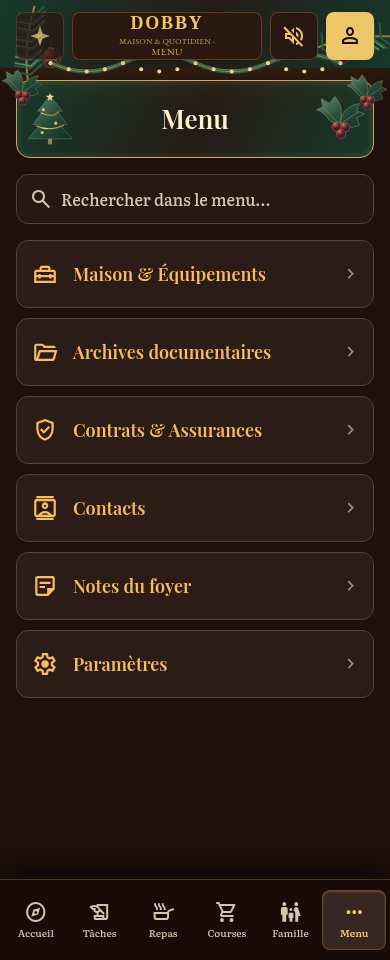 DOBBY
MAISON & QUOTIDIEN ·
MENU
Menu
Rechercher dans le menu...
Maison & Équipements
Archives documentaires
Contrats & Assurances
Contacts
Notes du foyer
Paramètres
Accueil
Tâches
Repas
Courses
Famille
Menu